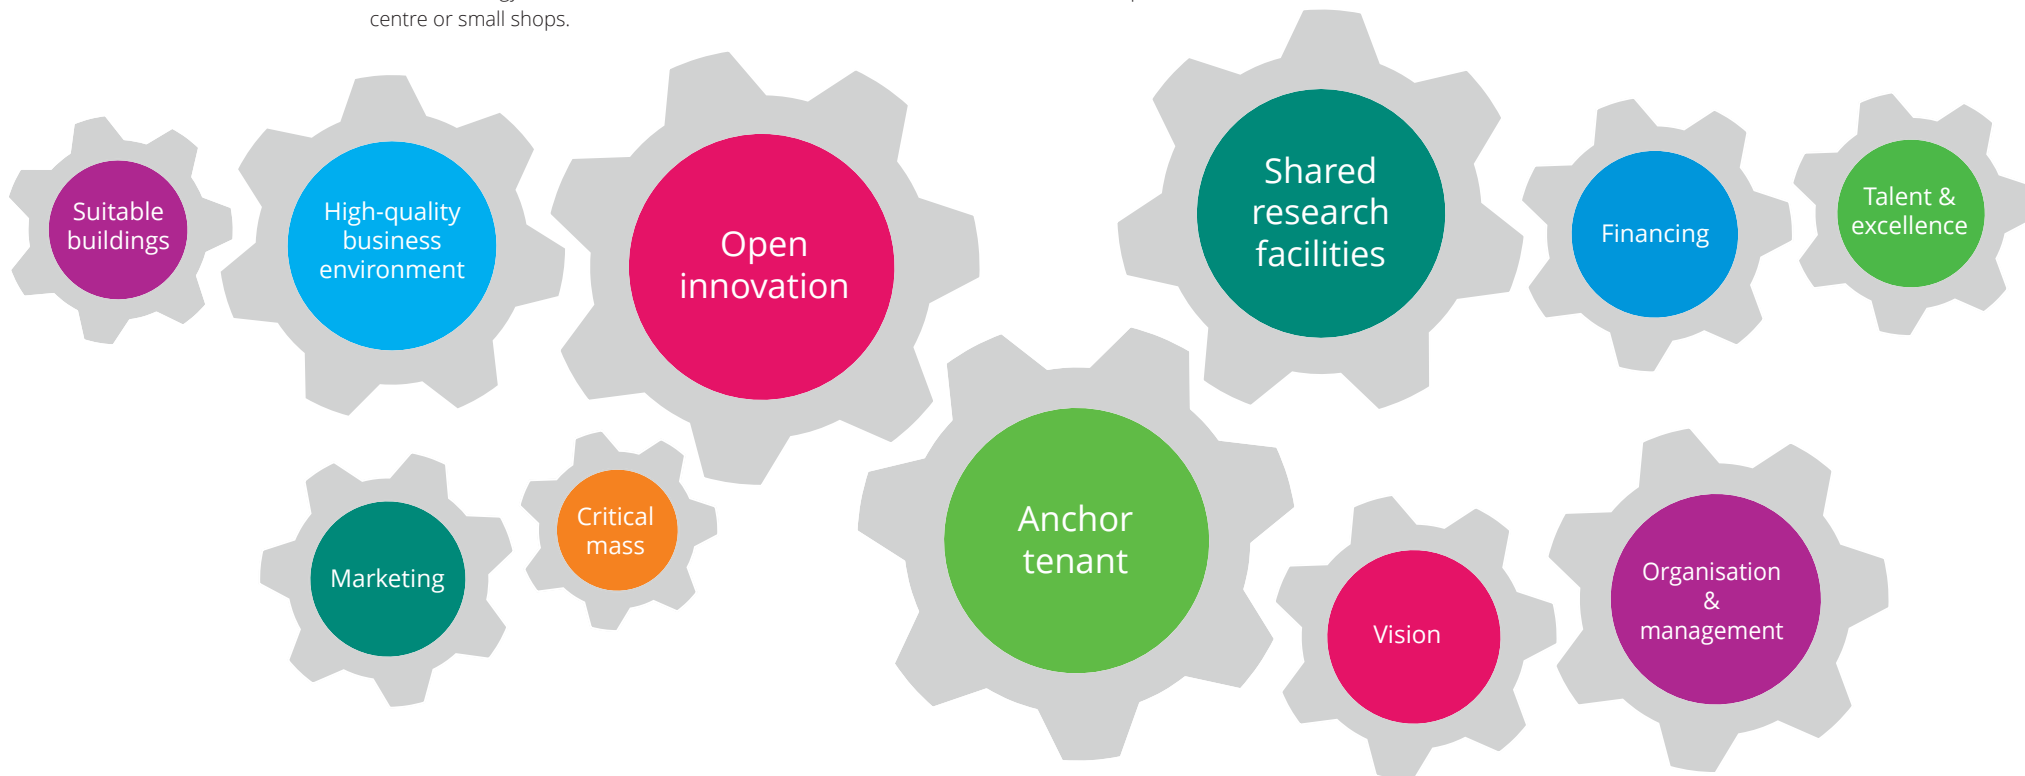 centre or small shops.
Suitable
buildings
High-quality
business
environment
Open
innovation
Shared
research
facilities
Financing
Talent &
excellence
Marketing
Critical
mass
Anchor
tenant
Vision
Organisation
&
management